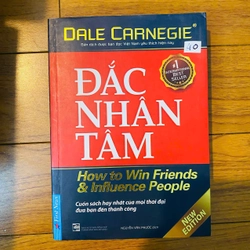 DALE CARNEGIE
#1
INTERNATIONAL
BEST
SELLER
ĐẮC
NHÂN
TÂM
How to Win Friends
& Influence People
Cuốn sách hay nhất của mọi thời đại
đưa bạn đến thành công
NEW
EDITION